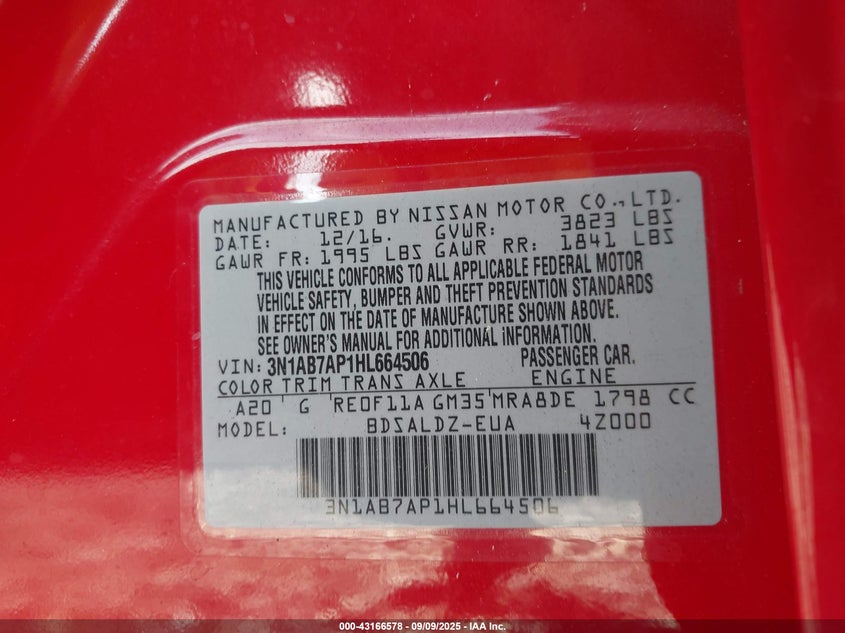 MANUFACTURED BY NISSAN MOTOR CO.,LTD.
DATE: 12/16. GVWR: 3823 LBS
GAWR FR: 1995 LBS GAWR RR: 1841 LBS
THIS VEHICLE CONFORMS TO ALL APPLICABLE FEDERAL MOTOR
VEHICLE SAFETY, BUMPER AND THEFT PREVENTION STANDARDS
IN EFFECT ON THE DATE OF MANUFACTURE SHOWN ABOVE.
SEE OWNER'S MANUAL FOR ADDITIONAL INFORMATION.
VIN: 3N1AB7AP1HL664506 PASSENGER CAR.
COLOR TRIM TRANS AXLE ENGINE
A20 G RE0F11A GM35 MRA8DE 1798 CC
MODEL: BDSALDZ-EUA 4Z000
3N1AB7AP1HL664506
000-43166578 - 09/09/2025 - IAA Inc.